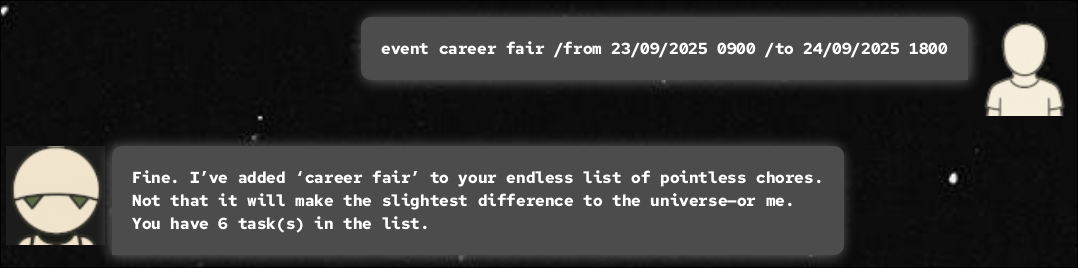 event career fair /from 23/09/2025 0900 /to 24/09/2025 1800
Fine. I’ve added ‘career fair’ to your endless list of pointless chores.
Not that it will make the slightest difference to the universe—or me.
You have 6 task(s) in the list.